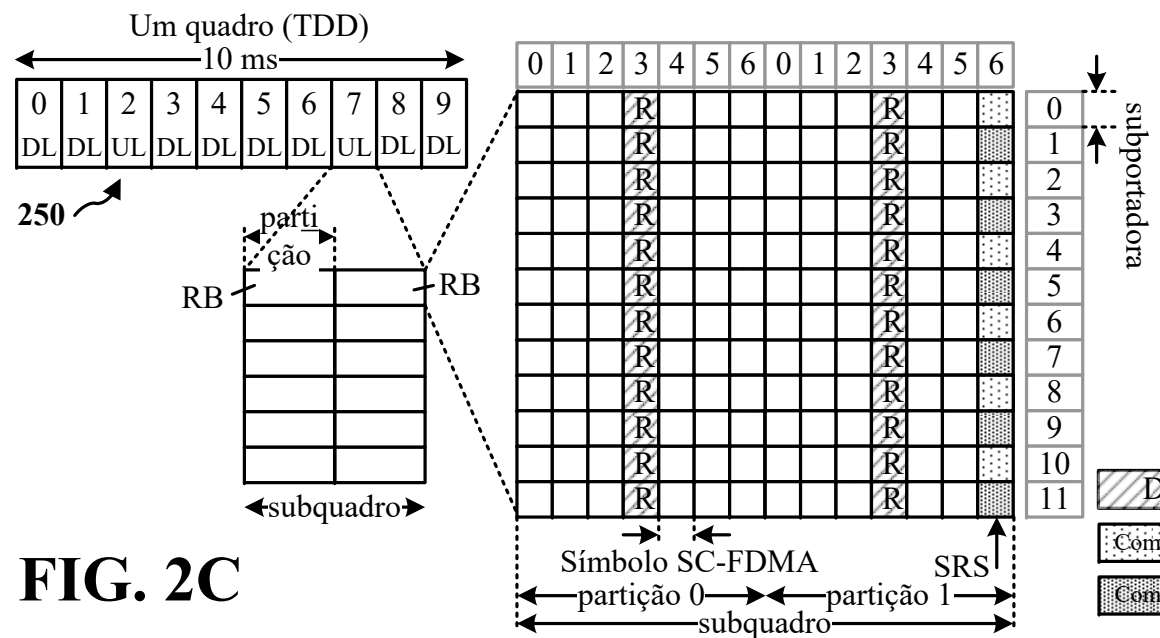 Um quadro (TDD)
10 ms
0 1 2 3 4 5 6 7 8 9
DL DL UL DL DL DL DL UL DL DL
250
parti
ção
RB
RB
subquadro
0 1 2 3 4 5 6 0 1 2 3 4 5 6
R R 0
R R 1
R R 2
R R 3
R R 4
R R 5
R R 6
R R 7
R R 8
R R 9
R R 10
R R 11
subportadora
Símbolo SC-FDMA
SRS
partição 0
partição 1
subquadro
FIG. 2C